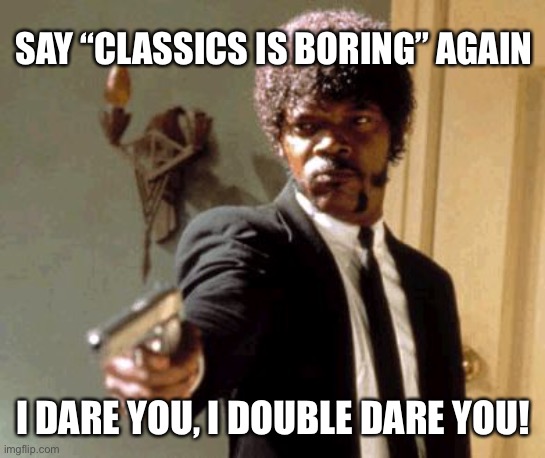 SAY “CLASSICS IS BORING” AGAIN
I DARE YOU, I DOUBLE DARE YOU!
imgflip.com